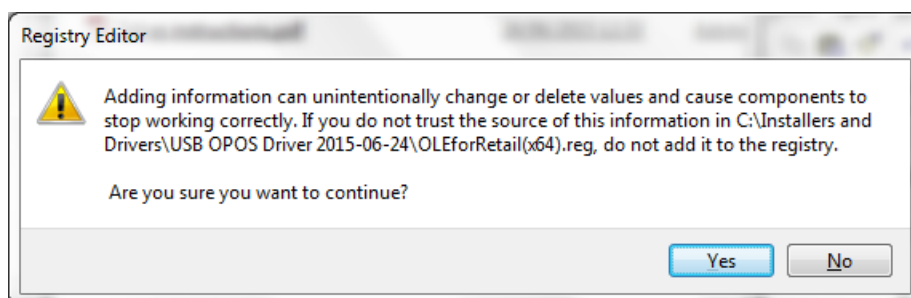 Registry Editor
Adding information can unintentionally change or delete values and cause components to
stop working correctly. If you do not trust the source of this information in C:\Installers and
Drivers\USB OPOS Driver 2015-06-24\OLEforRetail(x64).reg, do not add it to the registry.
Are you sure you want to continue?
Yes No